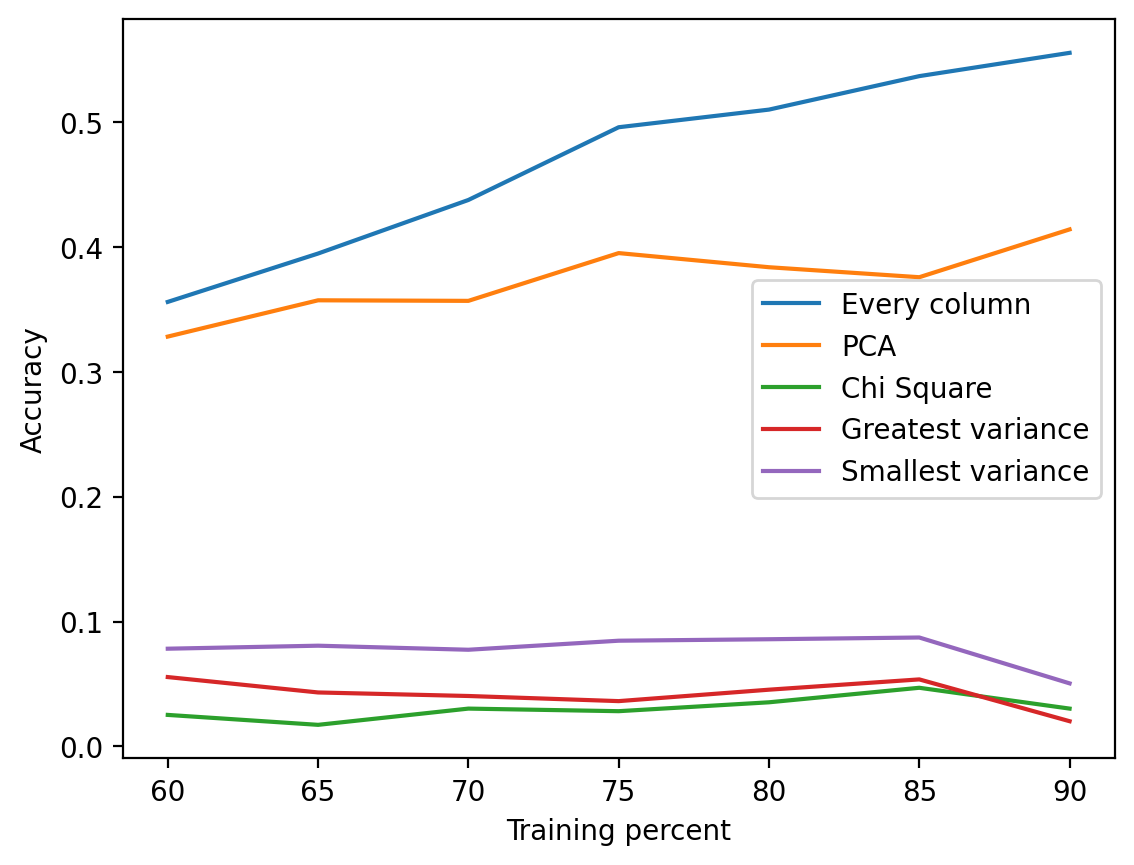 0.5
0.4
0.3
0.2
0.1
0.0
Accuracy
Every column
PCA
Chi Square
Greatest variance
Smallest variance
60 65 70 75 80 85 90
Training percent